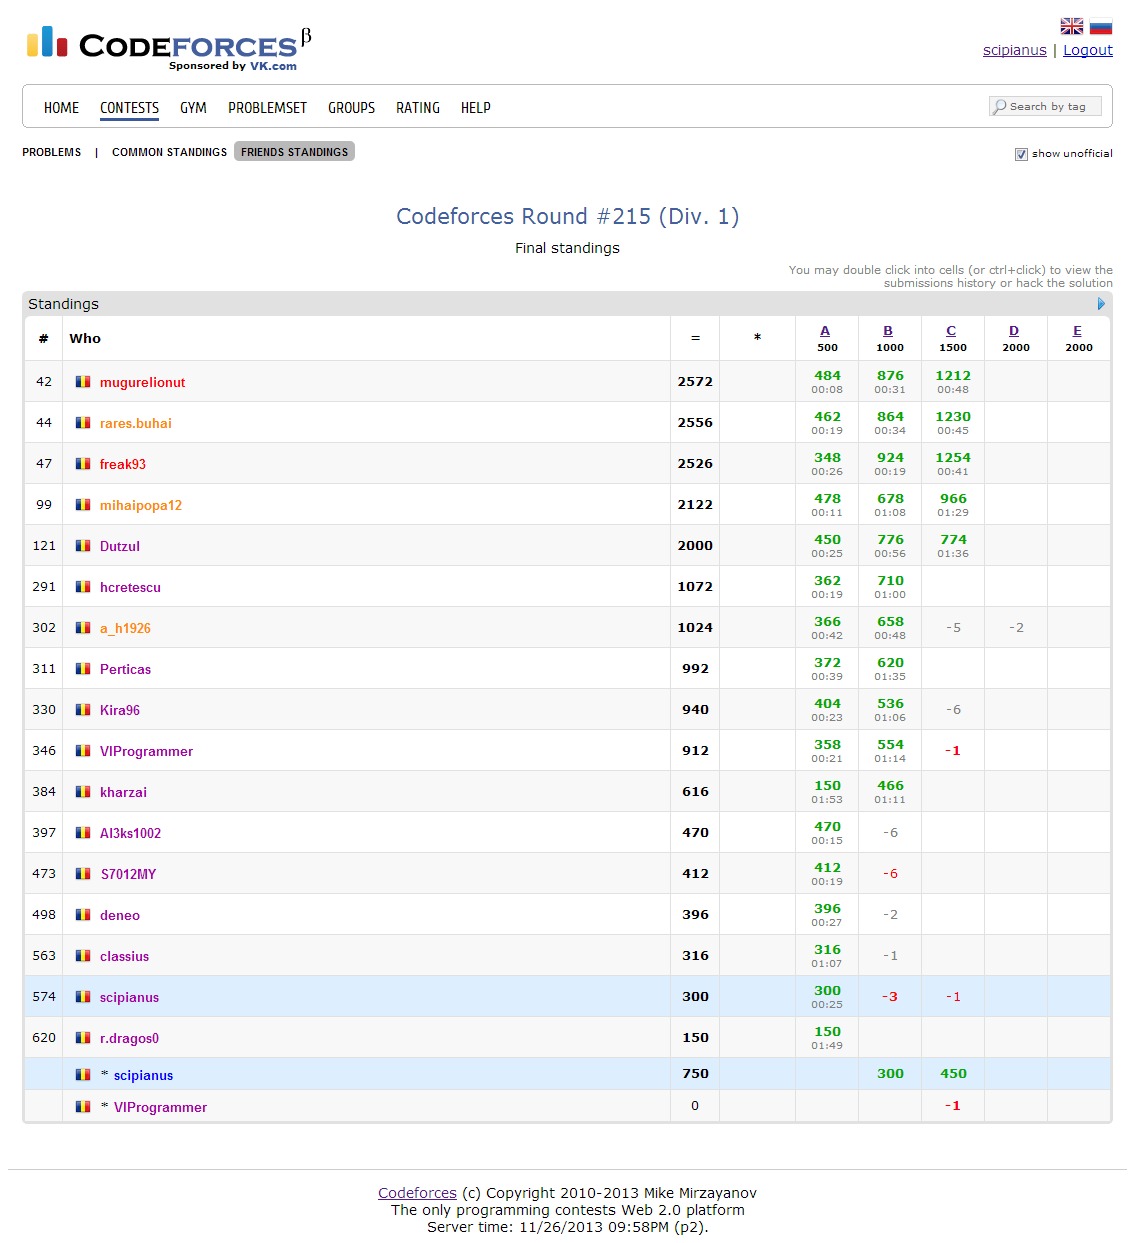 CODEFORCES β
Sponsored by VK.com
scipianus | Logout
HOME CONTESTS GYM PROBLEMSET GROUPS RATING HELP Search by tag
PROBLEMS | COMMON STANDINGS FRIENDS STANDINGS show unofficial
Codeforces Round #215 (Div. 1)
Final standings
You may double click into cells (or ctrl+click) to view the
submissions history or hack the solution
Standings
# Who = * A B C D E
500 1000 1500 2000 2000
42 mugurelionut 2572 484 876 1212
00:08 00:31 00:48
44 rares.buhai 2556 462 864 1230
00:19 00:34 00:45
47 freak93 2526 348 924 1254
00:26 00:19 00:41
99 mihaipopa12 2122 478 678 966
00:11 01:08 01:29
121 Dutzul 2000 450 776 774
00:25 00:56 01:36
291 hcretescu 1072 362 710
00:19 01:00
302 a_h1926 1024 366 658 -5 -2
00:42 00:48
311 Perticas 992 372 620
00:39 01:35
330 Kira96 940 404 536 -6
00:23 01:06
346 VIProgrammer 912 358 554 -1
00:21 01:14
384 kharzai 616 150 466
01:53 01:11
397 Al3ks1002 470 470 -6
00:15
473 S7012MY 412 412 -6
00:19
498 deneo 396 396 -2
00:27
563 classius 316 316 -1
01:07
574 scipianus 300 300 -3 -1
00:25
620 r.dragos0 150 150
01:49
* scipianus 750 300 450
* VIProgrammer 0 -1
Codeforces (c) Copyright 2010-2013 Mike Mirzayanov
The only programming contests Web 2.0 platform
Server time: 11/26/2013 09:58PM (p2).